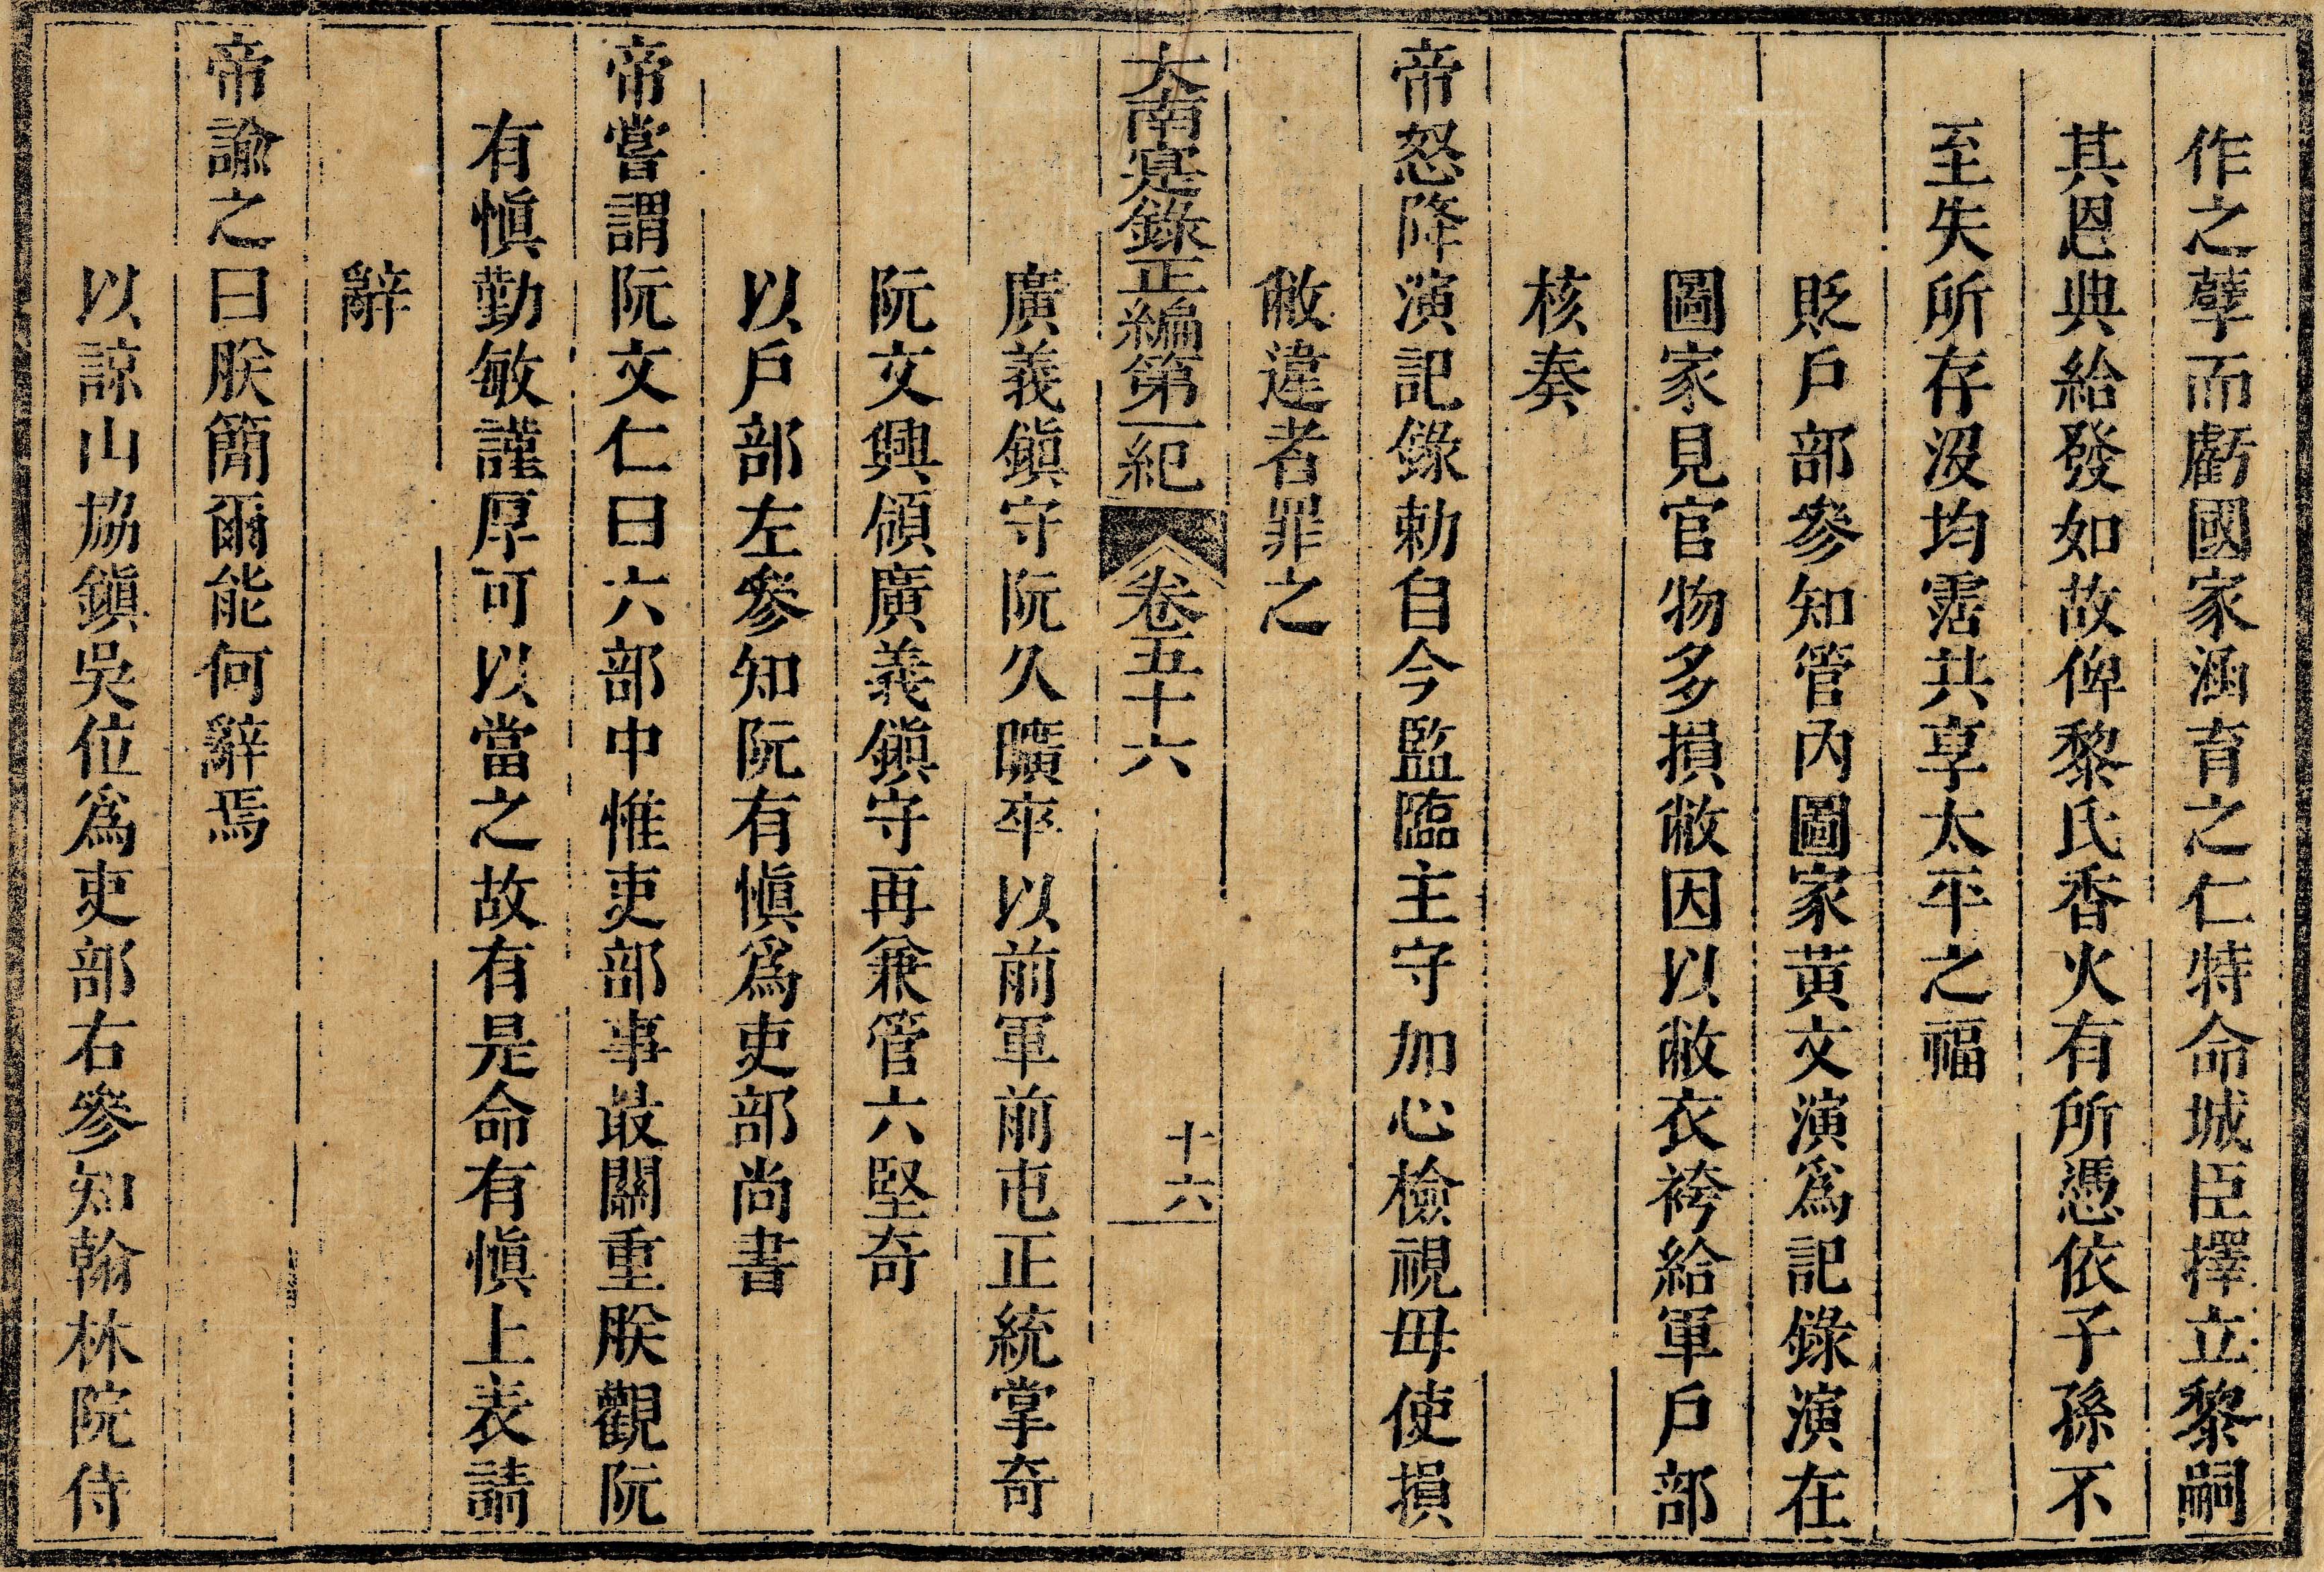 作之孽而虧國家涵育之仁特命城臣擇立黎嗣
其恩典給發如故俾黎氏香火有所憑依子孫不
至失所存沒均霑共享太平之福
貶戶部參知管內圖家黃文演爲記錄演在
圖家見官物多損敝因以敝衣袴給軍戶部
核奏
帝怒降演記錄勅自今監臨主守加心檢視毋使損
敝違者罪之
大南寔錄正編第一紀 卷五十六 十六
廣義鎭守阮久曠卒以前軍前屯正統掌奇
阮文興領廣義鎭守再兼管六堅奇
以戶部左參知阮有愼爲吏部尚書
帝嘗謂阮文仁曰六部中惟吏部事最關重朕觀阮
有愼勤敏謹厚可以當之故有是命有愼上表請
辭
帝諭之曰朕簡爾能何辭焉
以諒山協鎭吳位爲吏部右參知翰林院侍